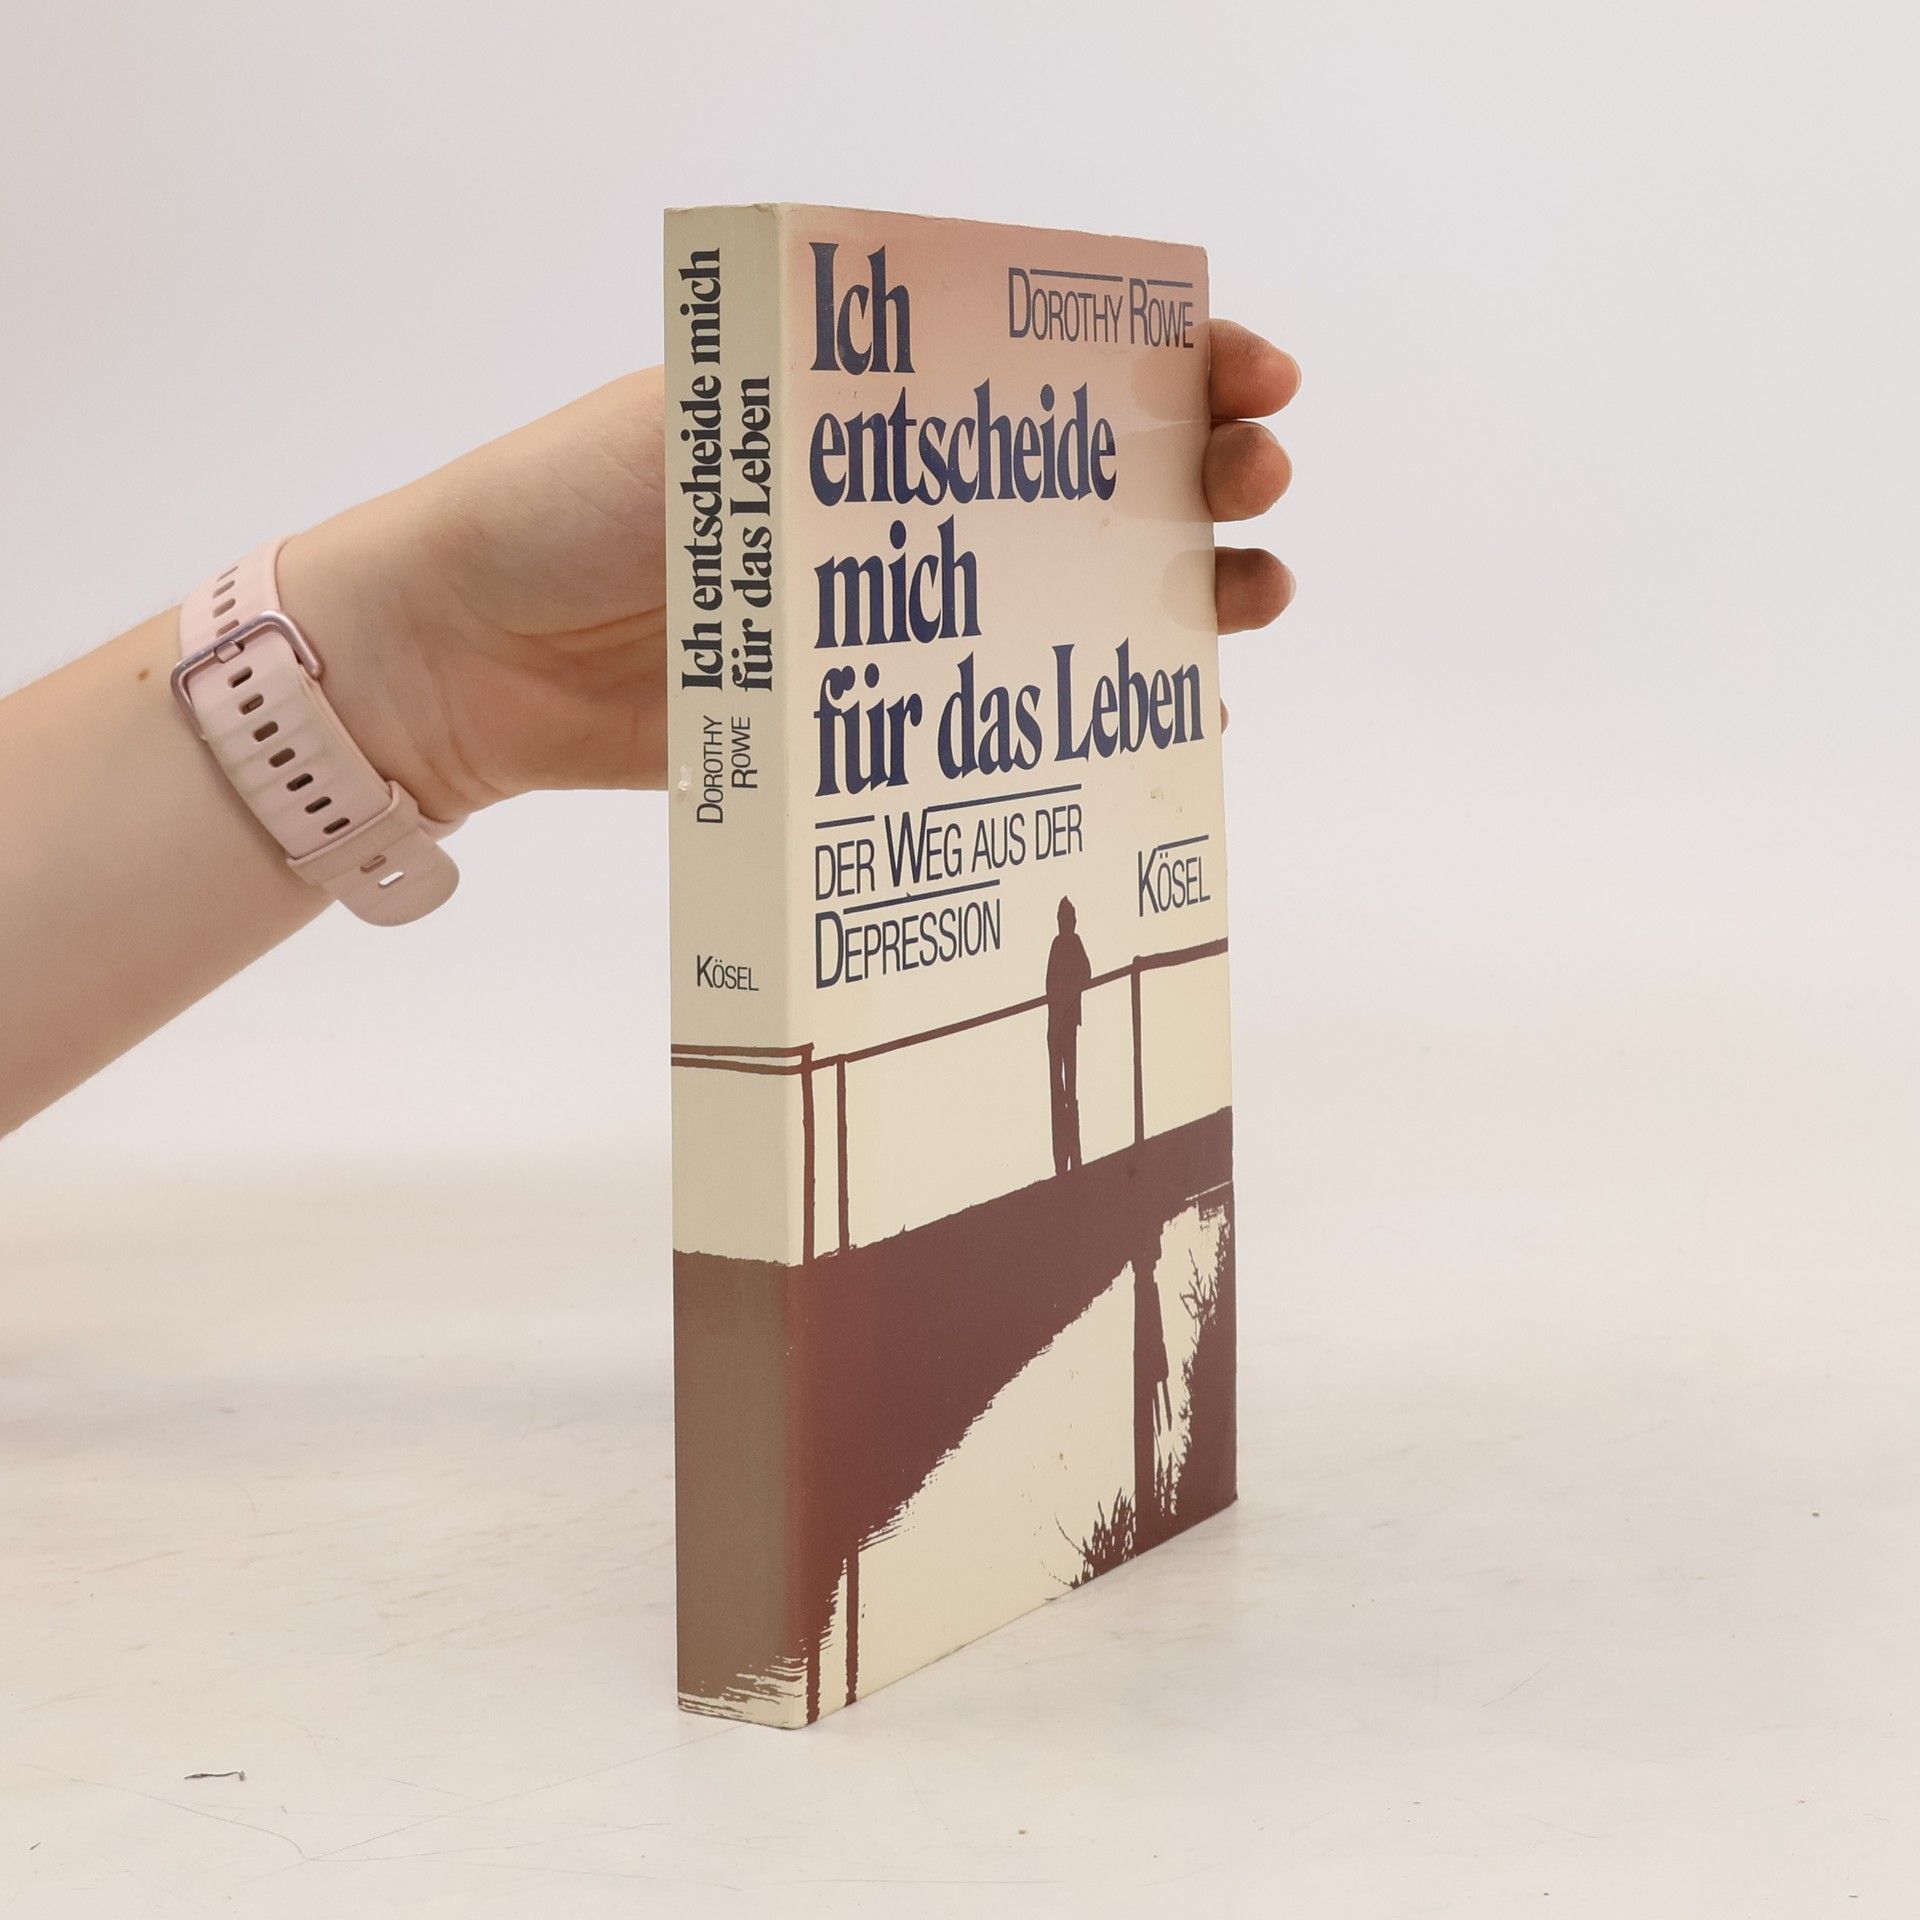 Ich entscheide mich
für das Leben
DOROTHY
ROWE
KÖSEL
DOROTHY ROWE
Ich
entscheide
mich
für das Leben
DER WEG AUS DER
DEPRESSION
KÖSEL